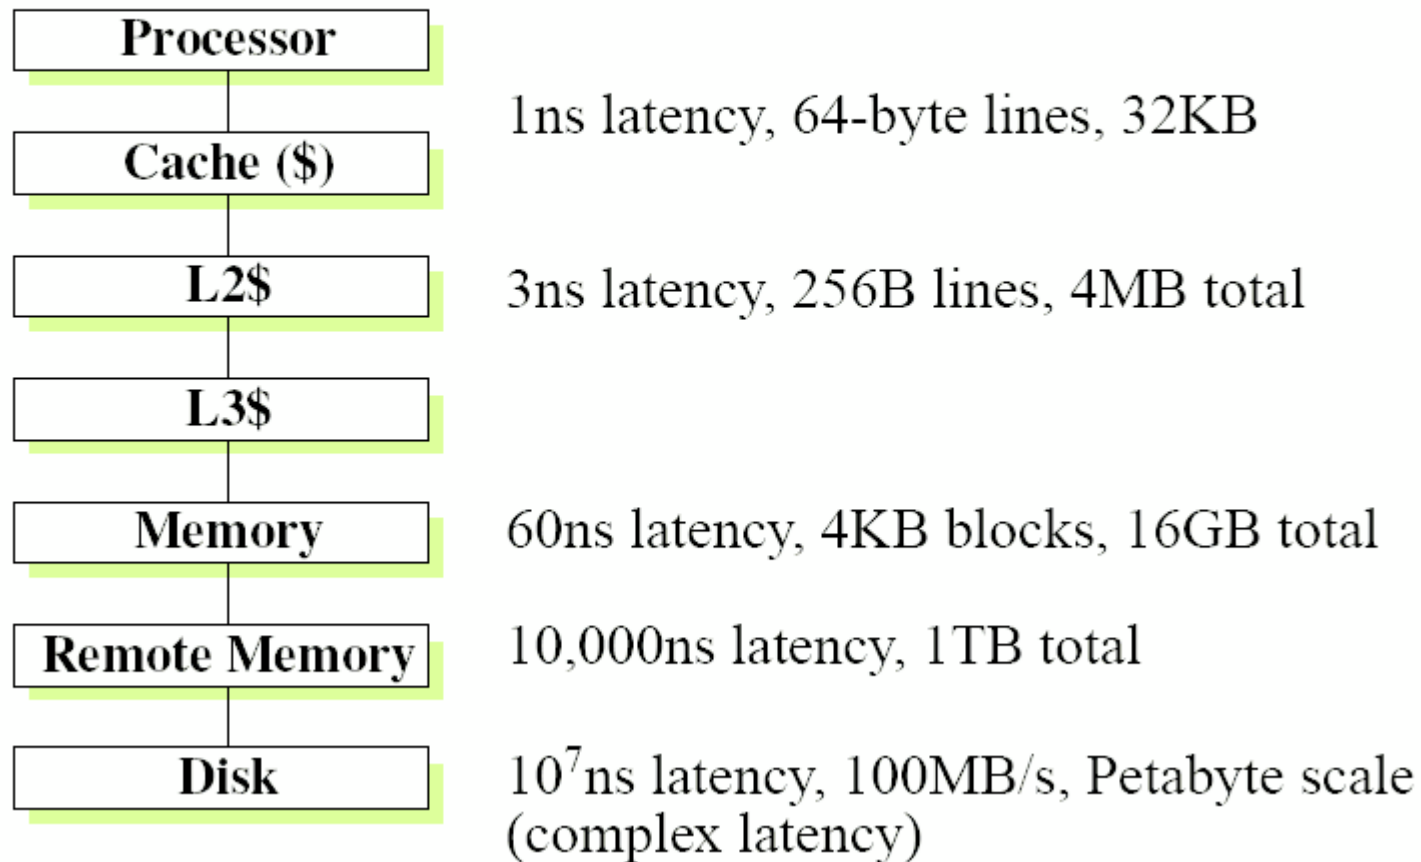 Processor
1ns latency, 64-byte lines, 32KB
Cache ($)
L2$
3ns latency, 256B lines, 4MB total
L3$
Memory
60ns latency, 4KB blocks, 16GB total
Remote Memory
10,000ns latency, 1TB total
Disk
10⁷ns latency, 100MB/s, Petabyte scale
(complex latency)